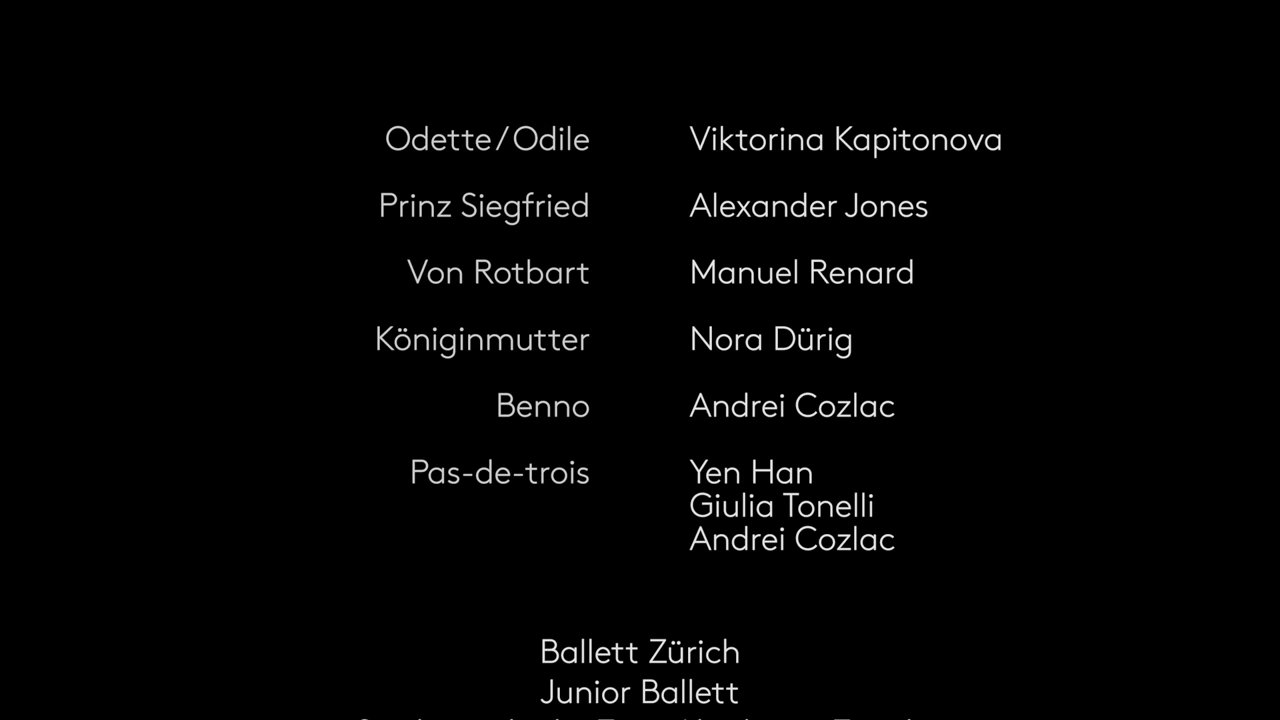 Odette/Odile Viktorina Kapitonova
Prinz Siegfried Alexander Jones
Von Rotbart Manuel Renard
Königinmutter Nora Dürig
Benno Andrei Cozlac
Pas-de-trois Yen Han
Giulia Tonelli
Andrei Cozlac
Ballett Zürich
Junior Ballett